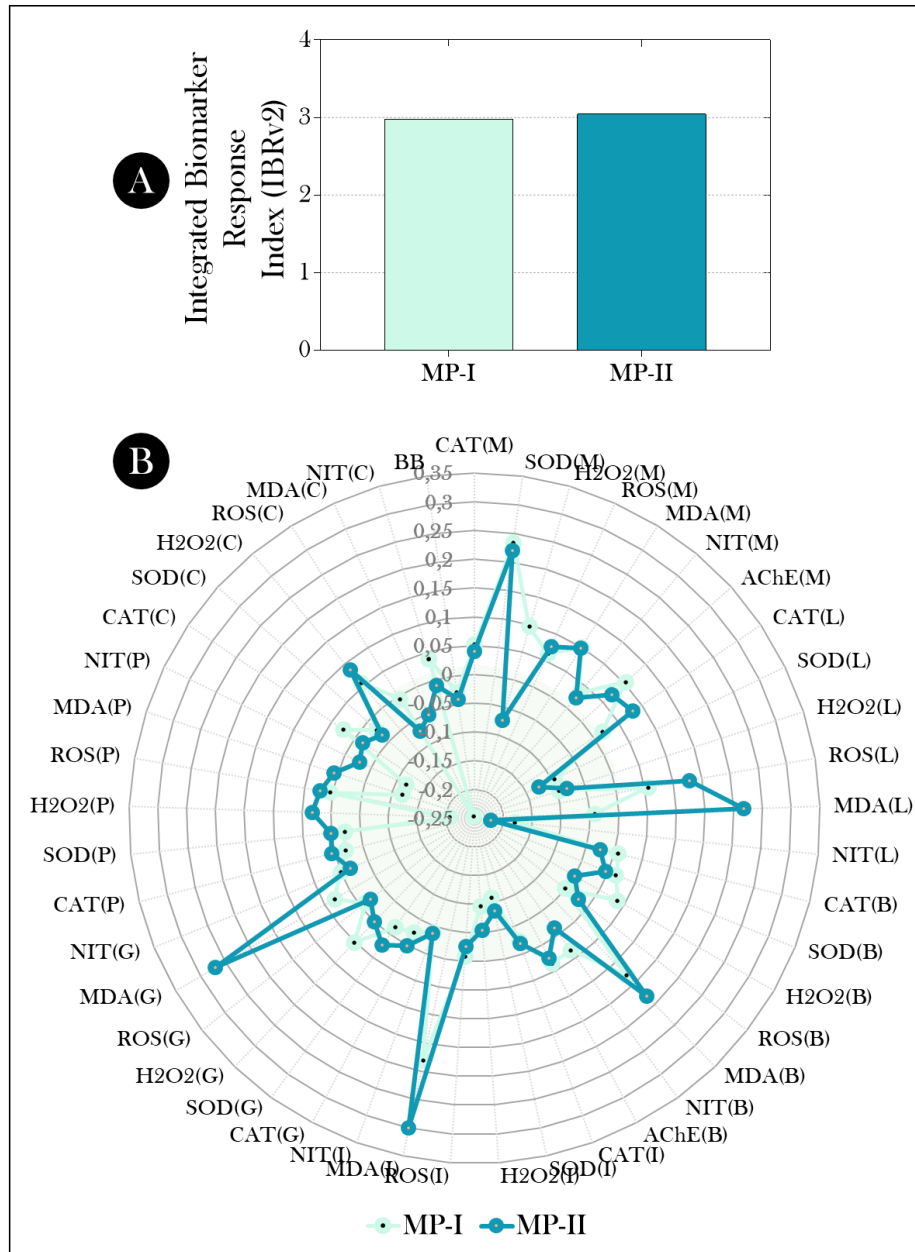 A
Integrated Biomarker
Response
Index (IBRv2)
4
3
2
1
0
MP-I
MP-II
B
CAT(M)
SOD(M)
H2O2(M)
ROS(M)
MDA(M)
NIT(M)
AChE(M)
CAT(L)
SOD(L)
H2O2(L)
ROS(L)
MDA(L)
NIT(L)
CAT(B)
SOD(B)
H2O2(B)
ROS(B)
MDA(B)
NIT(B)
AChE(B)
CAT(I)
SOD(I)
H2O2(I)
ROS(I)
MDA(I)
NIT(I)
CAT(G)
SOD(G)
H2O2(G)
ROS(G)
MDA(G)
NIT(G)
CAT(P)
SOD(P)
H2O2(P)
ROS(P)
MDA(P)
NIT(P)
CAT(C)
SOD(C)
H2O2(C)
ROS(C)
MDA(C)
NIT(C)
BB
0,35
0,3
0,25
0,2
0,15
0,1
0,05
0
-0,05
-0,1
-0,15
-0,2
-0,25
MP-I
MP-II